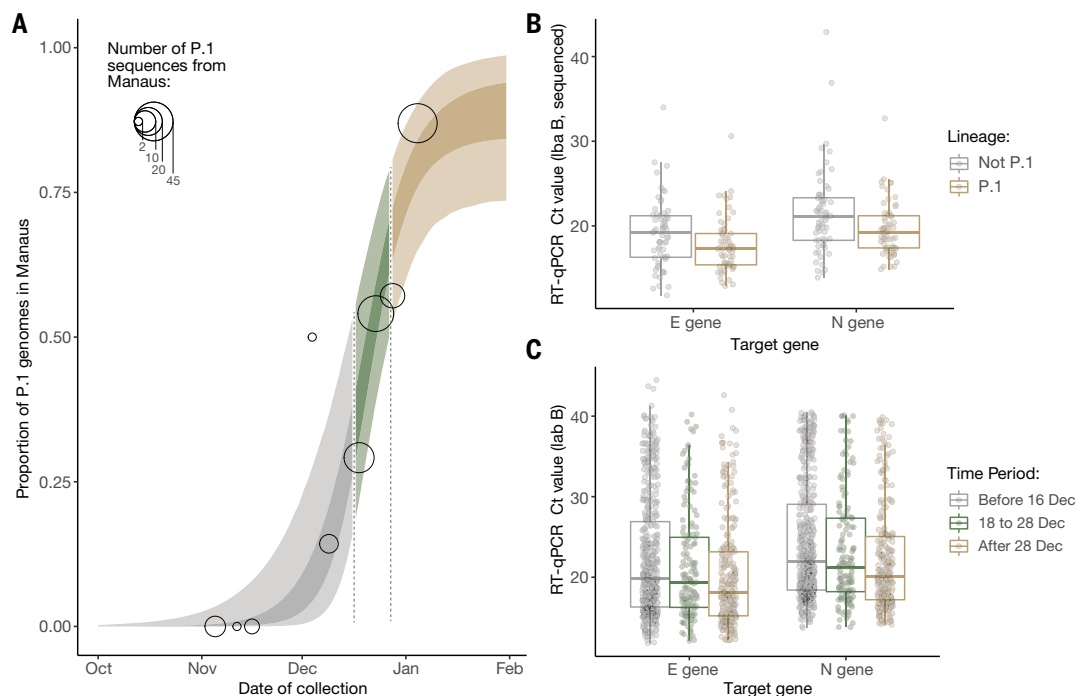 A
Number of P.1
sequences from
Manaus:
2
10
20
45
1.00
0.75
0.50
0.25
0.00
Proportion of P.1 genomes in Manaus
Oct
Nov
Dec
Jan
Feb
Date of collection
B
RT-qPCR Ct value (lba B, sequenced)
40
30
20
E gene
N gene
Target gene
Lineage:
Not P.1
P.1
C
RT-qPCR Ct value (lab B)
40
30
20
E gene
N gene
Target gene
Time Period:
Before 16 Dec
18 to 28 Dec
After 28 Dec